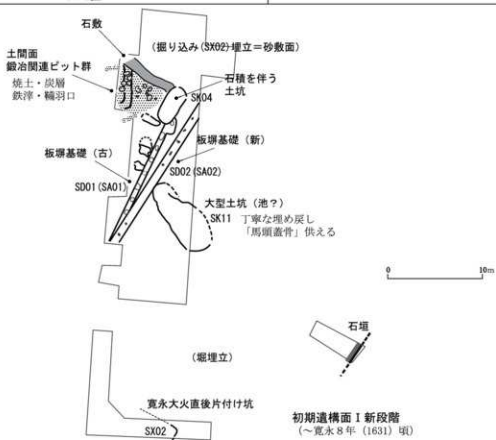 石敷
(掘り込み(SX02)埋立＝砂敷面)
土間面
鍛冶関連ピット群
焼土・炭層
鉄滓・鞴羽口
石積を伴う
土坑
SK04
板塀基礎（古）
SD01(SA01)
板塀基礎（新）
SD02(SA02)
大型土坑（池？）
SK11 丁寧な埋め戻し
「馬頭蓋骨」供える
0 10m
石垣
（堀埋立）
寛永大火直後片付け坑
SX02
初期遺構面Ⅰ新段階
（～寛永８年（1631）頃）